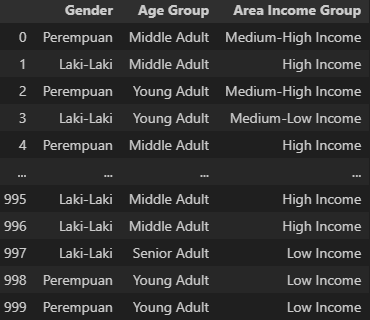 Gender Age Group Area Income Group
0 Perempuan Middle Adult Medium-High Income
1 Laki-Laki Middle Adult High Income
2 Perempuan Young Adult Medium-High Income
3 Laki-Laki Young Adult Medium-Low Income
4 Perempuan Middle Adult High Income
... ... ... ...
995 Laki-Laki Middle Adult High Income
996 Laki-Laki Middle Adult High Income
997 Laki-Laki Senior Adult Low Income
998 Perempuan Young Adult Low Income
999 Perempuan Young Adult Low Income